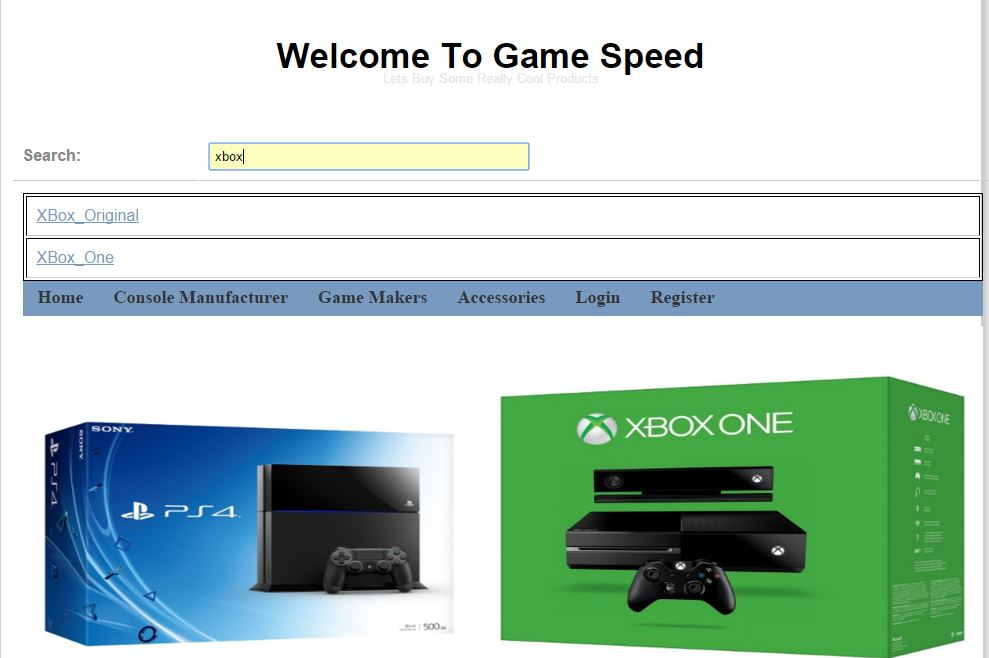 Welcome To Game Speed
Lets Buy Some Really Cool Products
Search: xbox
XBox_Original
XBox_One
Home Console Manufacturer Game Makers Accessories Login Register
SONY
SONY
PS4
PS4
500GB
XBOX ONE
XBOX ONE